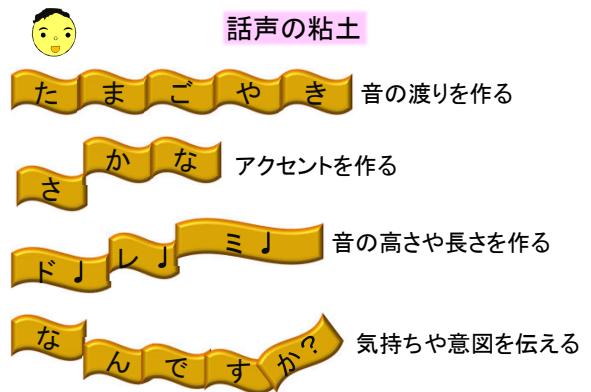 話声の粘土
たまごやき 音の渡りを作る
さかな アクセントを作る
ド♩レ♩ミ♩ 音の高さや長さを作る
なんですか? 気持ちや意図を伝える